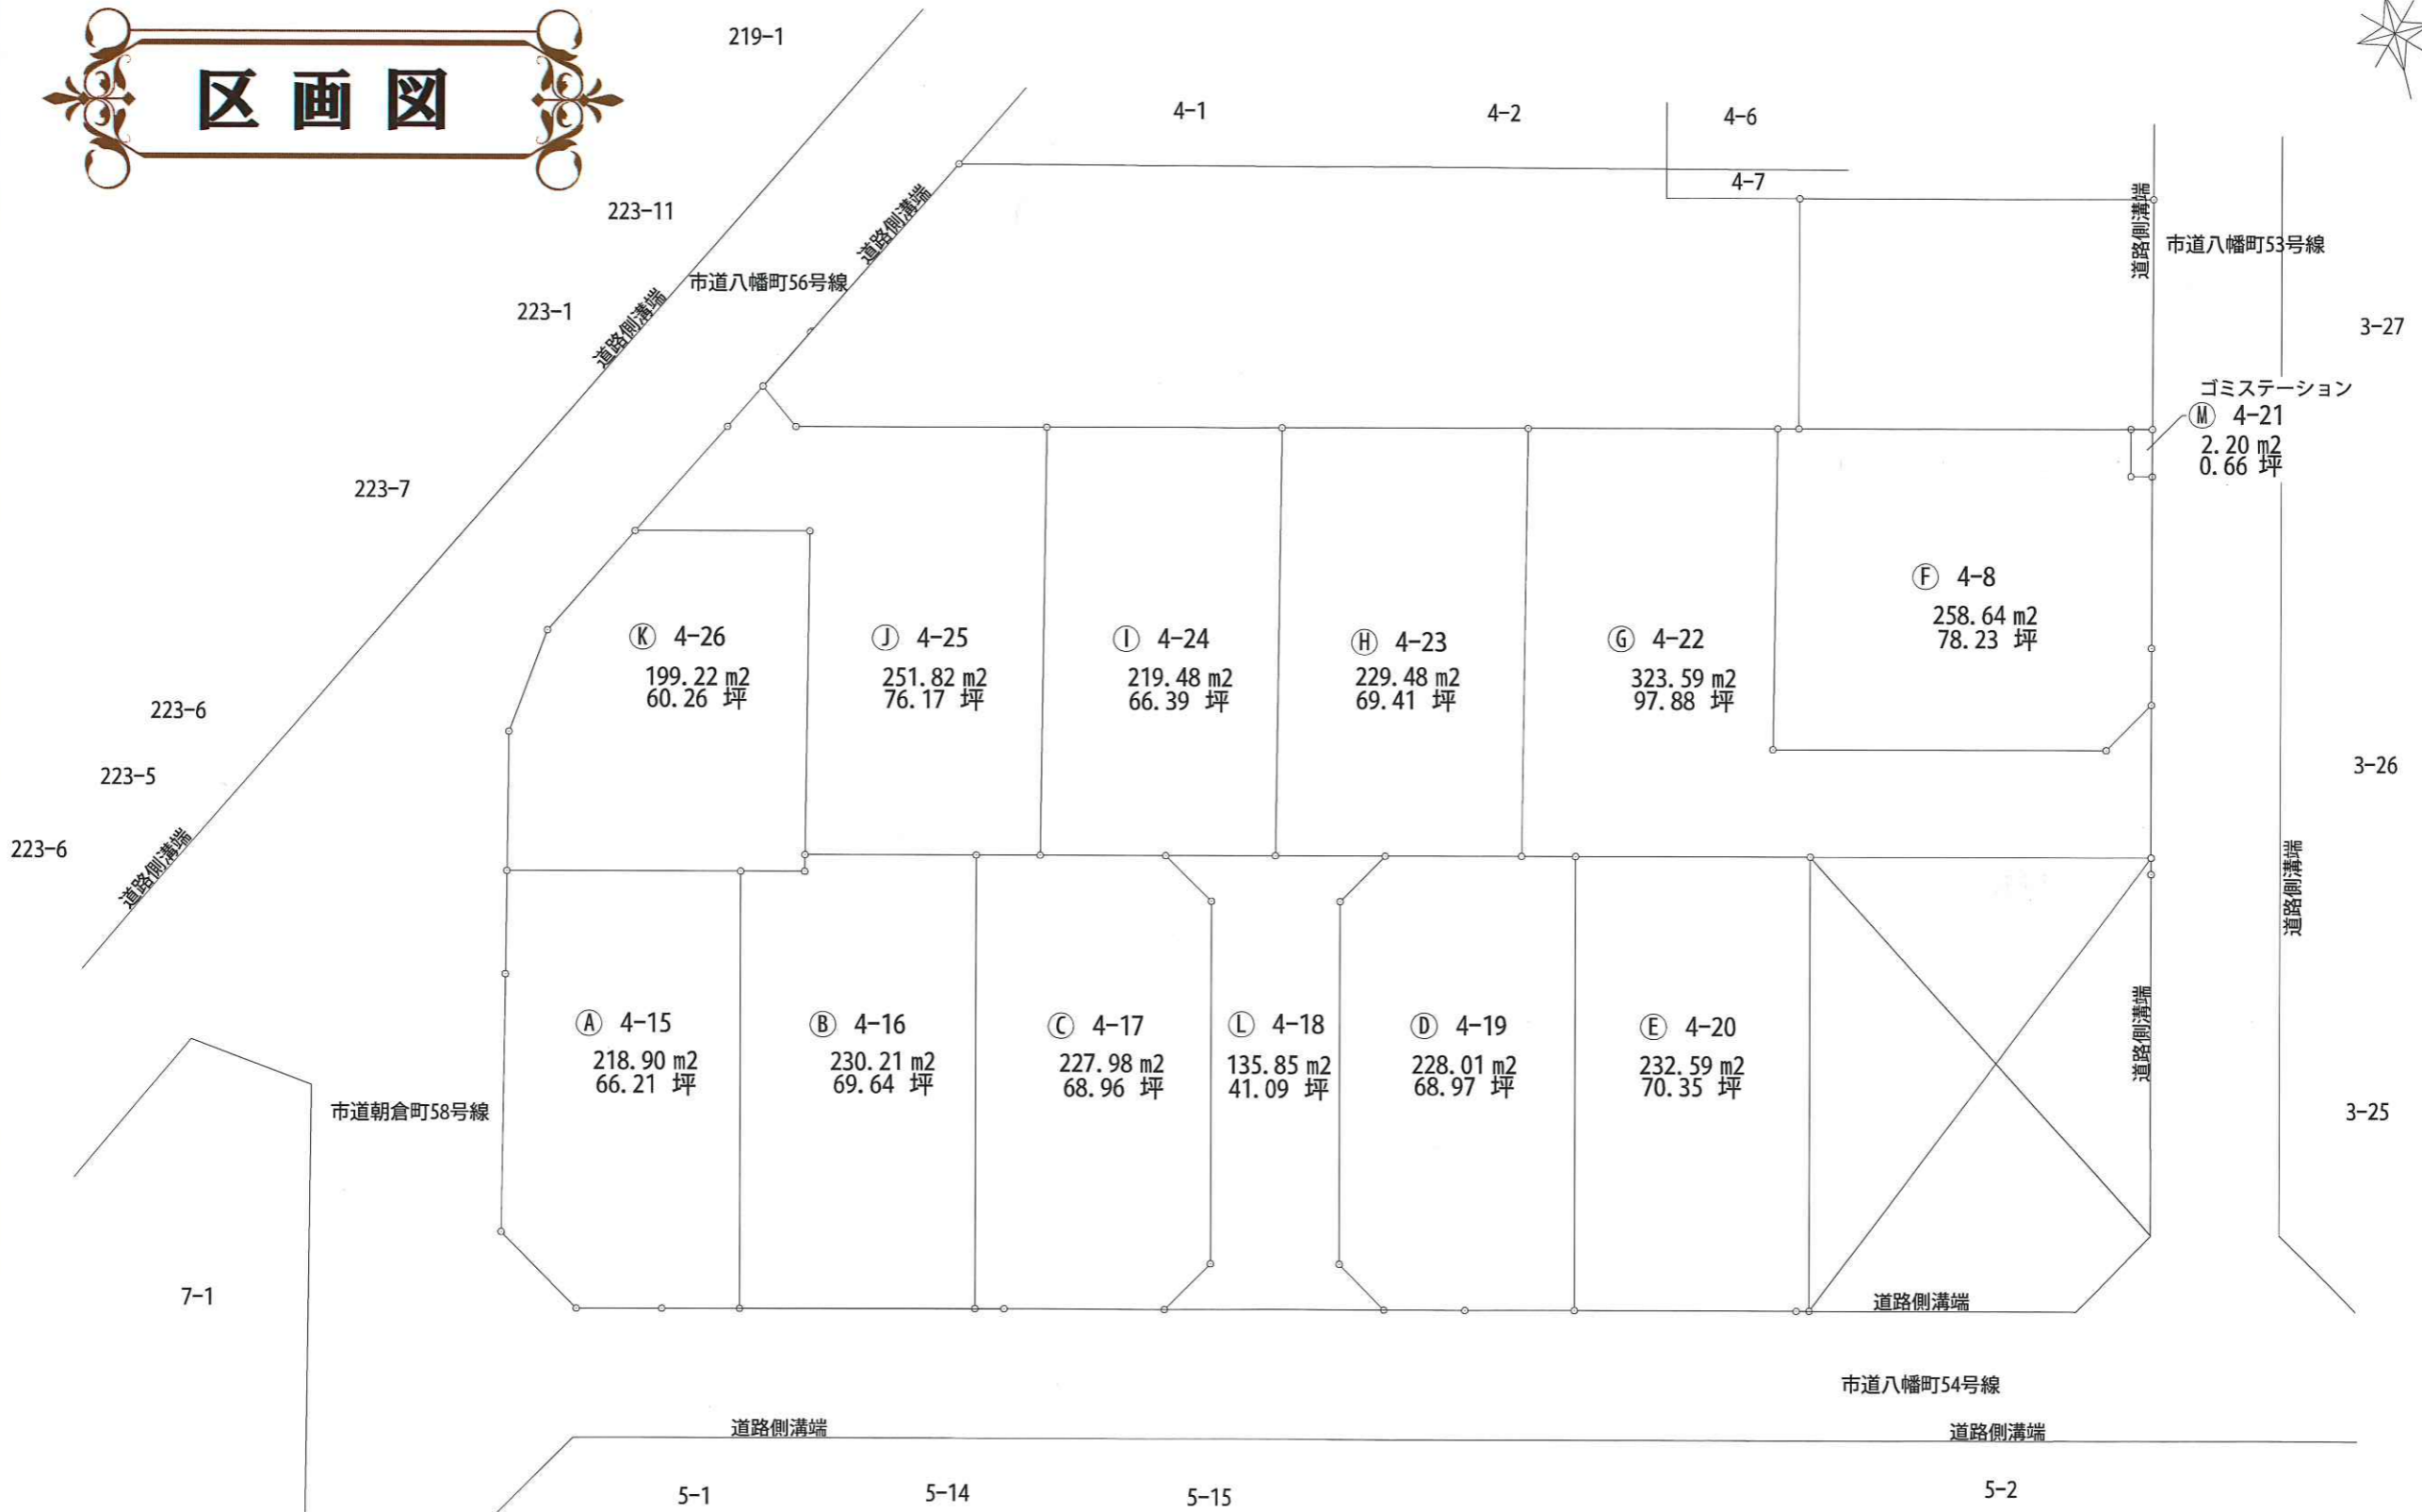 区画図
219-1
4-1
4-2
4-6
4-7
223-11
道路側溝端
道路側溝端
市道八幡町53号線
市道八幡町56号線
223-1
道路側溝端
3-27
ゴミステーション
Ⓜ 4-21
2.20 m2
0.66 坪
223-7
Ⓕ 4-8
258.64 m2
78.23 坪
Ⓚ 4-26
199.22 m2
60.26 坪
Ⓙ 4-25
251.82 m2
76.17 坪
Ⓘ 4-24
219.48 m2
66.39 坪
Ⓗ 4-23
229.48 m2
69.41 坪
Ⓖ 4-22
323.59 m2
97.88 坪
223-6
223-5
3-26
223-6
道路側溝端
道路側溝端
Ⓐ 4-15
218.90 m2
66.21 坪
Ⓑ 4-16
230.21 m2
69.64 坪
Ⓒ 4-17
227.98 m2
68.96 坪
Ⓛ 4-18
135.85 m2
41.09 坪
Ⓓ 4-19
228.01 m2
68.97 坪
Ⓔ 4-20
232.59 m2
70.35 坪
道路側溝端
市道朝倉町58号線
3-25
7-1
道路側溝端
市道八幡町54号線
道路側溝端
道路側溝端
5-1
5-14
5-15
5-2